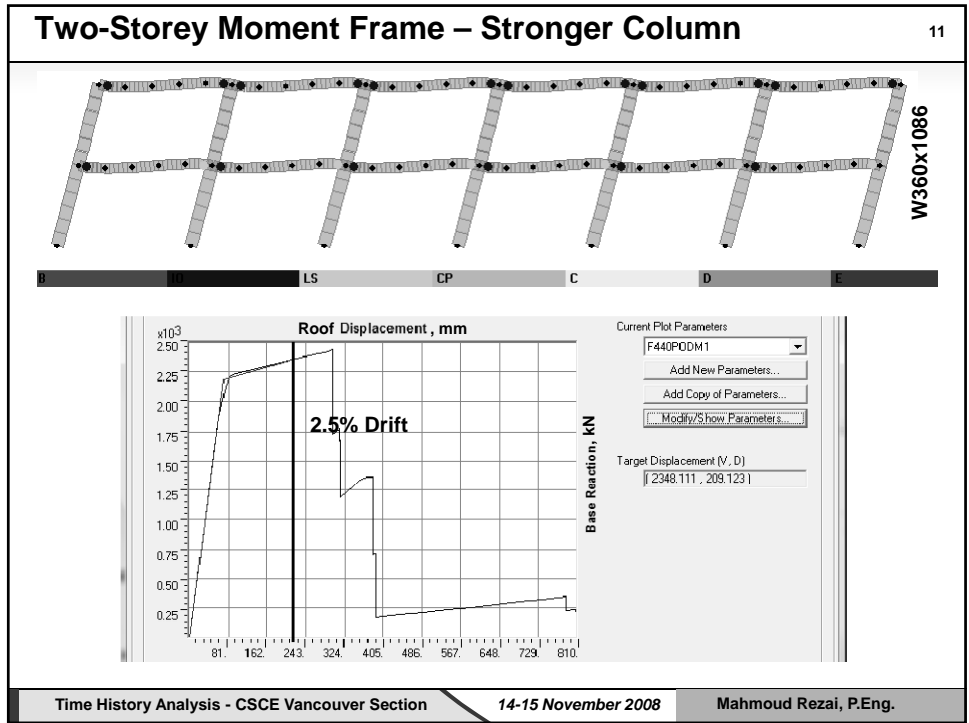 Two-Storey Moment Frame – Stronger Column
11
W360x1086
B IO LS CP C D E
Roof Displacement, mm
x10³
2.50
2.25
2.00
1.75
1.50
1.25
1.00
0.75
0.50
0.25
2.5% Drift
81. 162. 243. 324. 405. 486. 567. 648. 729. 810.
Base Reaction, kN
Current Plot Parameters
F440PODM1
Add New Parameters...
Add Copy of Parameters...
Modify/Show Parameters...
Target Displacement (V, D)
( 2348.111 , 209.123 )
Time History Analysis - CSCE Vancouver Section
14-15 November 2008
Mahmoud Rezai, P.Eng.